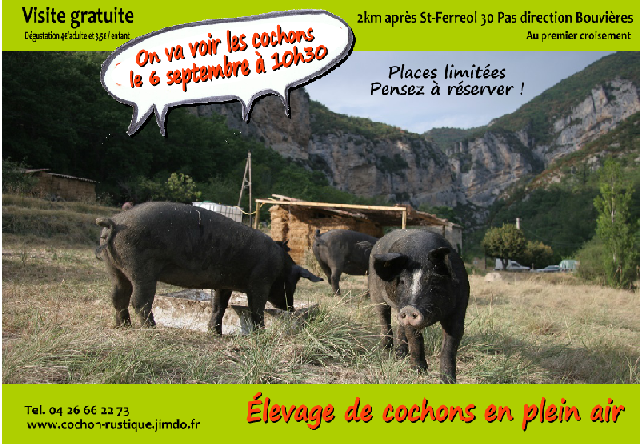 Visite gratuite
Dégustation 4€/adulte et 3,5€ / enfant
2km après St-Ferreol 30 Pas direction Bouvières
Au premier croisement
On va voir les cochons
le 6 septembre à 10h30
Places limitées
Pensez à réserver !
Tel. 04 26 66 22 73
www.cochon-rustique.jimdo.fr
Élevage de cochons en plein air